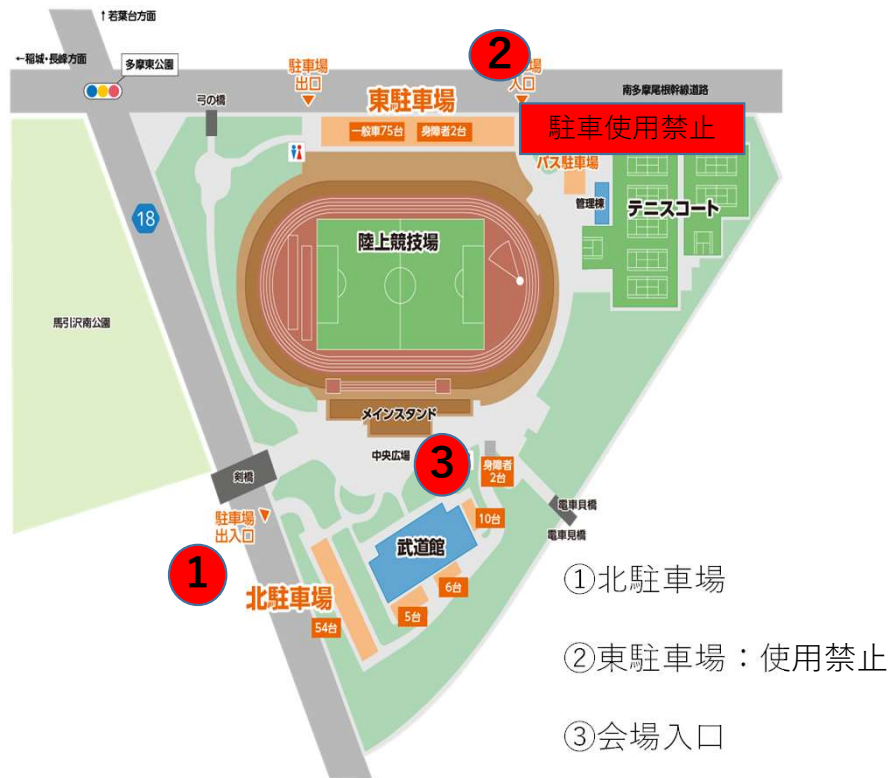 ↑若葉台方面
←稲城・長峰方面
多摩東公園
駐車場
出口
②
場
入口
南多摩尾根幹線道路
弓の橋
東駐車場
一般車75台
身障者2台
駐車使用禁止
バス駐車場
管理棟
テニスコート
18
陸上競技場
馬引沢南公園
メインスタンド
中央広場
③
身障者
2台
剣橋
駐車場
出入口
10台
電車見橋
電車見橋
武道館
①
6台
①北駐車場
北駐車場
5台
54台
②東駐車場：使用禁止
③会場入口